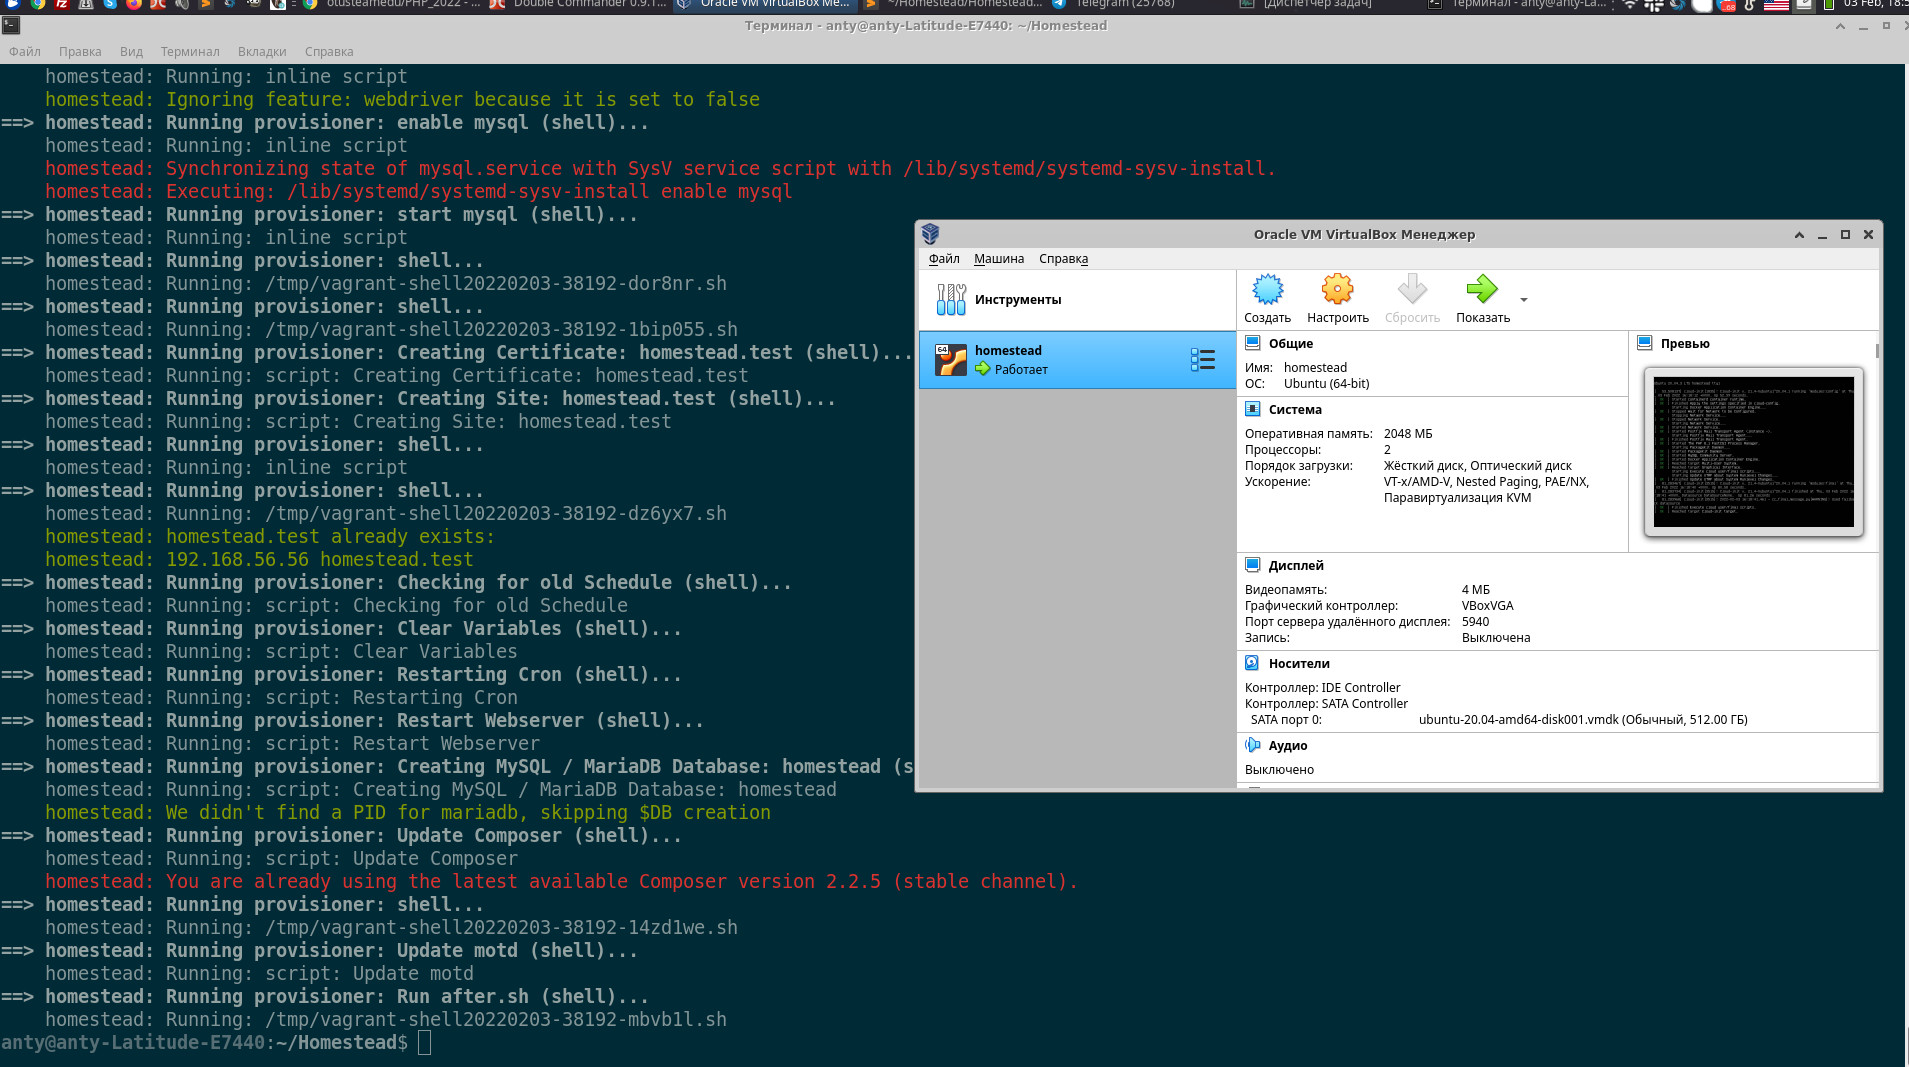 otusteamedu/PHP_2022 - ...
Double Commander 0.9.1...
Oracle VM VirtualBox Ме...
~/Homestead/Homestead...
Telegram (25768)
[Диспетчер задач]
Терминал - anty@anty-La...
03 Feb, 18:5
Терминал - anty@anty-Latitude-E7440: ~/Homestead
Файл Правка Вид Терминал Вкладки Справка
homestead: Running: inline script
homestead: Ignoring feature: webdriver because it is set to false
==> homestead: Running provisioner: enable mysql (shell)...
homestead: Running: inline script
homestead: Synchronizing state of mysql.service with SysV service script with /lib/systemd/systemd-sysv-install.
homestead: Executing: /lib/systemd/systemd-sysv-install enable mysql
==> homestead: Running provisioner: start mysql (shell)...
homestead: Running: inline script
==> homestead: Running provisioner: shell...
homestead: Running: /tmp/vagrant-shell20220203-38192-dor8nr.sh
==> homestead: Running provisioner: shell...
homestead: Running: /tmp/vagrant-shell20220203-38192-1bip055.sh
==> homestead: Running provisioner: Creating Certificate: homestead.test (shell)...
homestead: Running: script: Creating Certificate: homestead.test
==> homestead: Running provisioner: Creating Site: homestead.test (shell)...
homestead: Running: script: Creating Site: homestead.test
==> homestead: Running provisioner: shell...
homestead: Running: inline script
==> homestead: Running provisioner: shell...
homestead: Running: /tmp/vagrant-shell20220203-38192-dz6yx7.sh
homestead: homestead.test already exists:
homestead: 192.168.56.56 homestead.test
==> homestead: Running provisioner: Checking for old Schedule (shell)...
homestead: Running: script: Checking for old Schedule
==> homestead: Running provisioner: Clear Variables (shell)...
homestead: Running: script: Clear Variables
==> homestead: Running provisioner: Restarting Cron (shell)...
homestead: Running: script: Restarting Cron
==> homestead: Running provisioner: Restart Webserver (shell)...
homestead: Running: script: Restart Webserver
==> homestead: Running provisioner: Creating MySQL / MariaDB Database: homestead (s
homestead: Running: script: Creating MySQL / MariaDB Database: homestead
homestead: We didn't find a PID for mariadb, skipping $DB creation
==> homestead: Running provisioner: Update Composer (shell)...
homestead: Running: script: Update Composer
homestead: You are already using the latest available Composer version 2.2.5 (stable channel).
==> homestead: Running provisioner: shell...
homestead: Running: /tmp/vagrant-shell20220203-38192-14zd1we.sh
==> homestead: Running provisioner: Update motd (shell)...
homestead: Running: script: Update motd
==> homestead: Running provisioner: Run after.sh (shell)...
homestead: Running: /tmp/vagrant-shell20220203-38192-mbvb1l.sh
anty@anty-Latitude-E7440:~/Homestead$
Oracle VM VirtualBox Менеджер
Файл Машина Справка
Инструменты
Создать Настроить Сбросить Показать
64
homestead
Работает
Общие
Имя: homestead
ОС: Ubuntu (64-bit)
Превью
Система
Оперативная память: 2048 МБ
Процессоры: 2
Порядок загрузки: Жёсткий диск, Оптический диск
Ускорение: VT-x/AMD-V, Nested Paging, PAE/NX,
Паравиртуализация KVM
Дисплей
Видеопамять: 4 МБ
Графический контроллер: VBoxVGA
Порт сервера удалённого дисплея: 5940
Запись: Выключена
Носители
Контроллер: IDE Controller
Контроллер: SATA Controller
SATA порт 0: ubuntu-20.04-amd64-disk001.vmdk (Обычный, 512.00 ГБ)
Аудио
Выключено